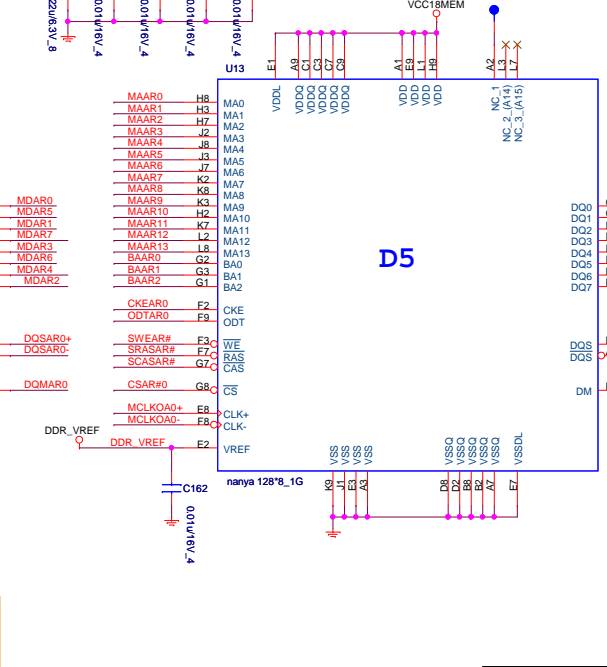 VCC18MEM
22u/6.3V_8
0.01u/16V_4
0.01u/16V_4
0.01u/16V_4
0.01u/16V_4
U13
E1
A9
C1
C3
C7
C9
A1
E9
L1
H9
A2
L3
L7
VDDL
VDDQ
VDDQ
VDDQ
VDDQ
VDDQ
VDD
VDD
VDD
VDD
NC_1
NC_2_(A14)
NC_3_(A15)
MAAR0 H8 MA0
MAAR1 H3 MA1
MAAR2 H7 MA2
MAAR3 J2 MA3
MAAR4 J8 MA4
MAAR5 J3 MA5
MAAR6 J7 MA6
MAAR7 K2 MA7
MAAR8 K8 MA8
MDAR0 MAAR9 K3 MA9 DQ0
MDAR5 MAAR10 H2 MA10 DQ1
MDAR1 MAAR11 K7 MA11 DQ2
MDAR7 MAAR12 L2 MA12 DQ3
MDAR3 MAAR13 L8 MA13 DQ4
MDAR6 BAAR0 G2 BA0 DQ5
MDAR4 BAAR1 G3 BA1 DQ6
MDAR2 BAAR2 G1 BA2 DQ7
D5
CKEAR0 F2 CKE
ODTAR0 F9 ODT
DQSAR0+ SWEAR# F3 WE DQS
DQSAR0- SRASAR# F7 RAS DQS
SCASAR# G7 CAS
DQMAR0 CSAR#0 G8 CS DM
MCLKOA0+ E8 CLK+
MCLKOA0- F8 CLK-
DDR_VREF
DDR_VREF E2 VREF
VSS
VSS
VSS
VSS
VSSQ
VSSQ
VSSQ
VSSQ
VSSQ
VSSDL
nanya 128*8_1G
K9
J1
E3
A3
D8
D2
B8
B2
A7
E7
C162
0.01u/16V_4